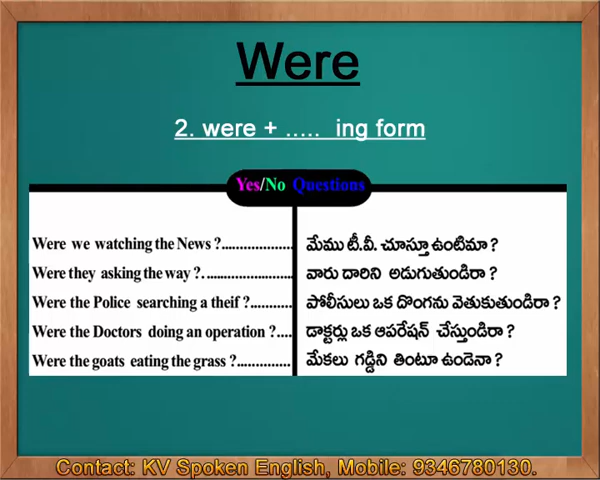 Were
2. were + ..... ing form
Yes/No Questions
Were we watching the News ?................... మేము టీ.వీ. చూస్తూ ఉంటిమా ?
Were they asking the way ?. ....................... వారు దారిని అడుగుతుండిరా ?
Were the Police searching a theif ?........... పోలీసులు ఒక దొంగను వెతుకుతుండిరా ?
Were the Doctors doing an operation ?.... డాక్టర్లు ఒక ఆపరేషన్ చేస్తుండిరా ?
Were the goats eating the grass ?.............. మేకలు గడ్డిని తింటూ ఉండెనా ?
Contact: KV Spoken English, Mobile: 9346780130.